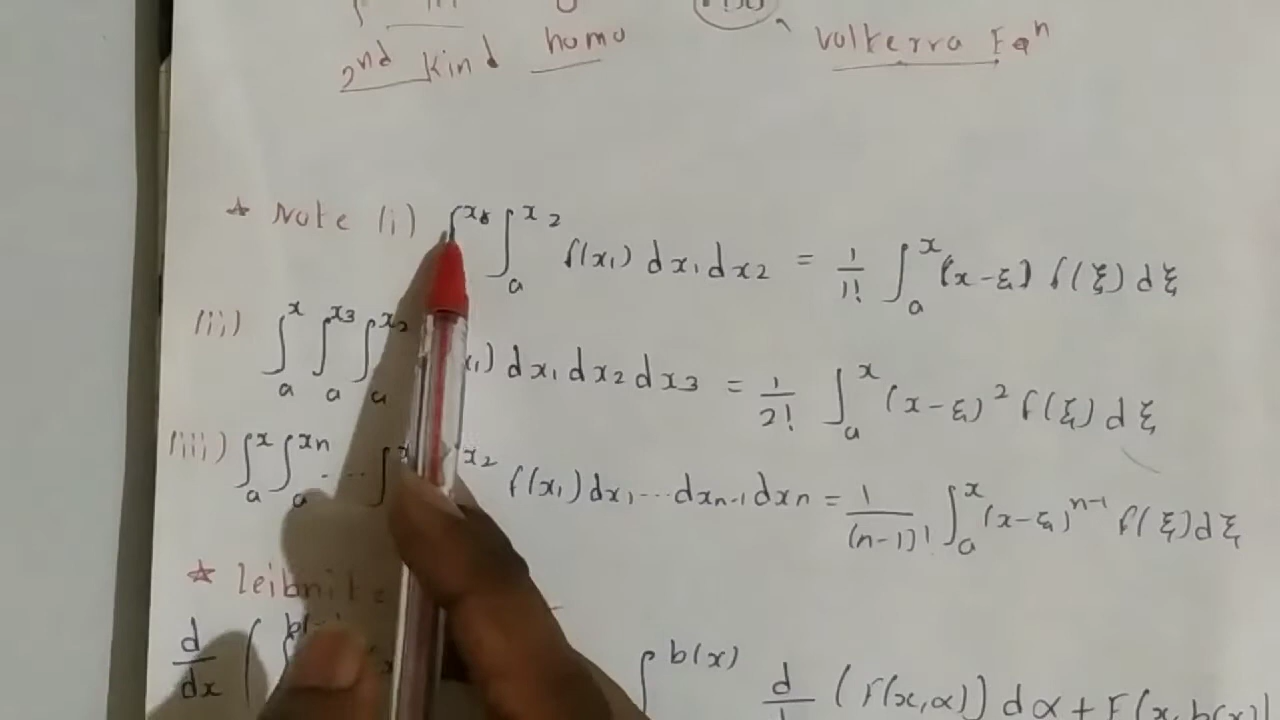 2nd kind homo
Volterra Eqn
* Note (i) ∫^x ∫_a^x2 f(x1) dx1 dx2 = 1/1! ∫_a^x (x-ξ) f(ξ) dξ
(ii) ∫_a^x ∫_a^x3 ∫_a^x2 x1) dx1 dx2 dx3 = 1/2! ∫_a^x (x-ξ)^2 f(ξ) dξ
(iii) ∫_a^x ∫_a^xn ... ∫ x2 f(x1) dx1 ... dxn-1 dxn = 1/(n-1)! ∫_a^x (x-ξ)^n-1 f(ξ) dξ
* leibnit
d/dx ( ∫ b(x) ∫ d ( F(x,α)) dα + F(x, b(x)